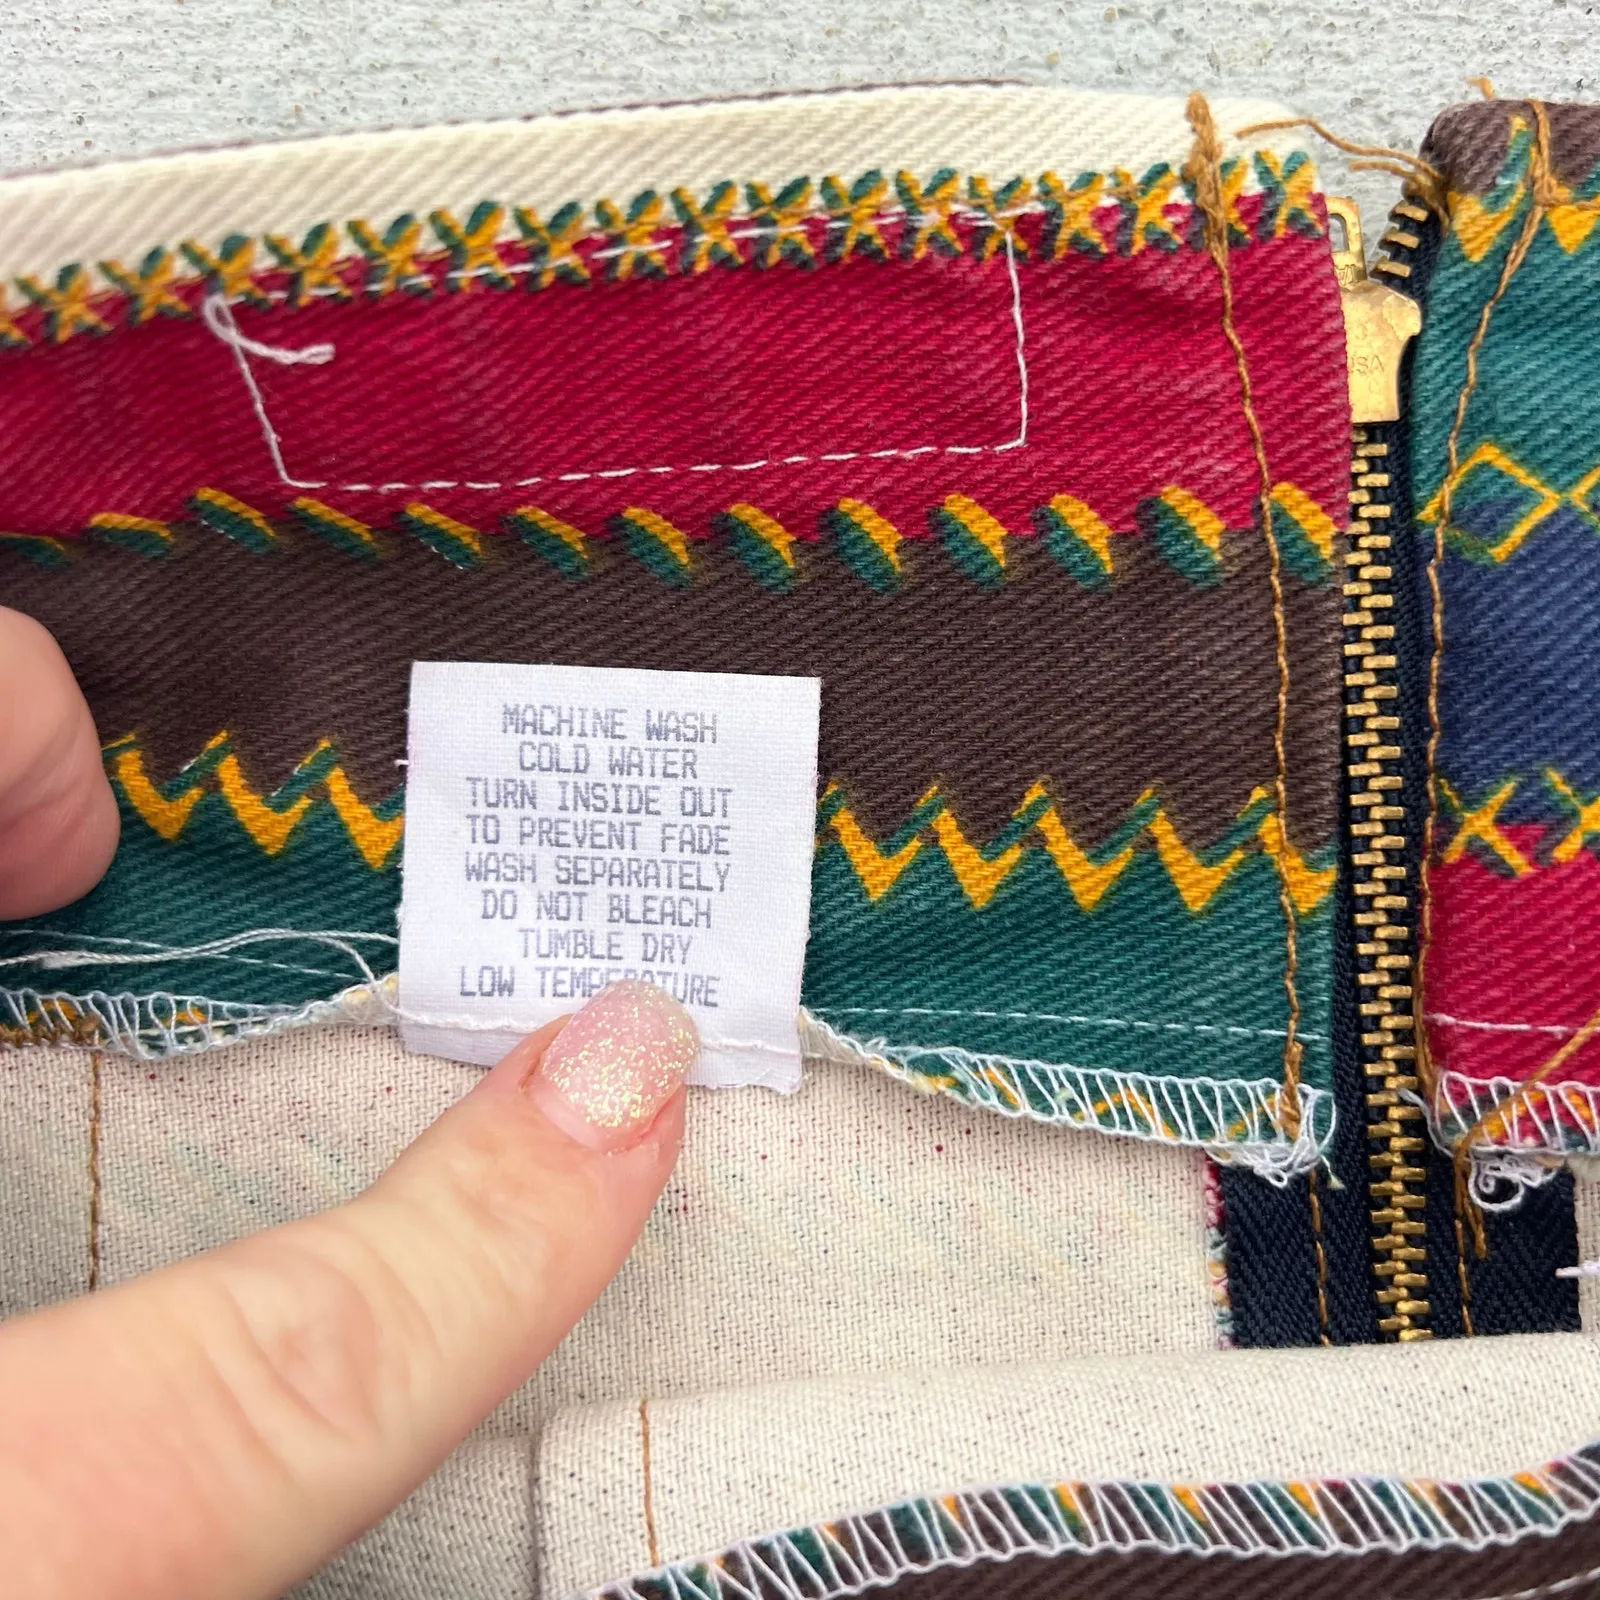 USA
MACHINE WASH
COLD WATER
TURN INSIDE OUT
TO PREVENT FADE
WASH SEPARATELY
DO NOT BLEACH
TUMBLE DRY
LOW TEMPERATURE